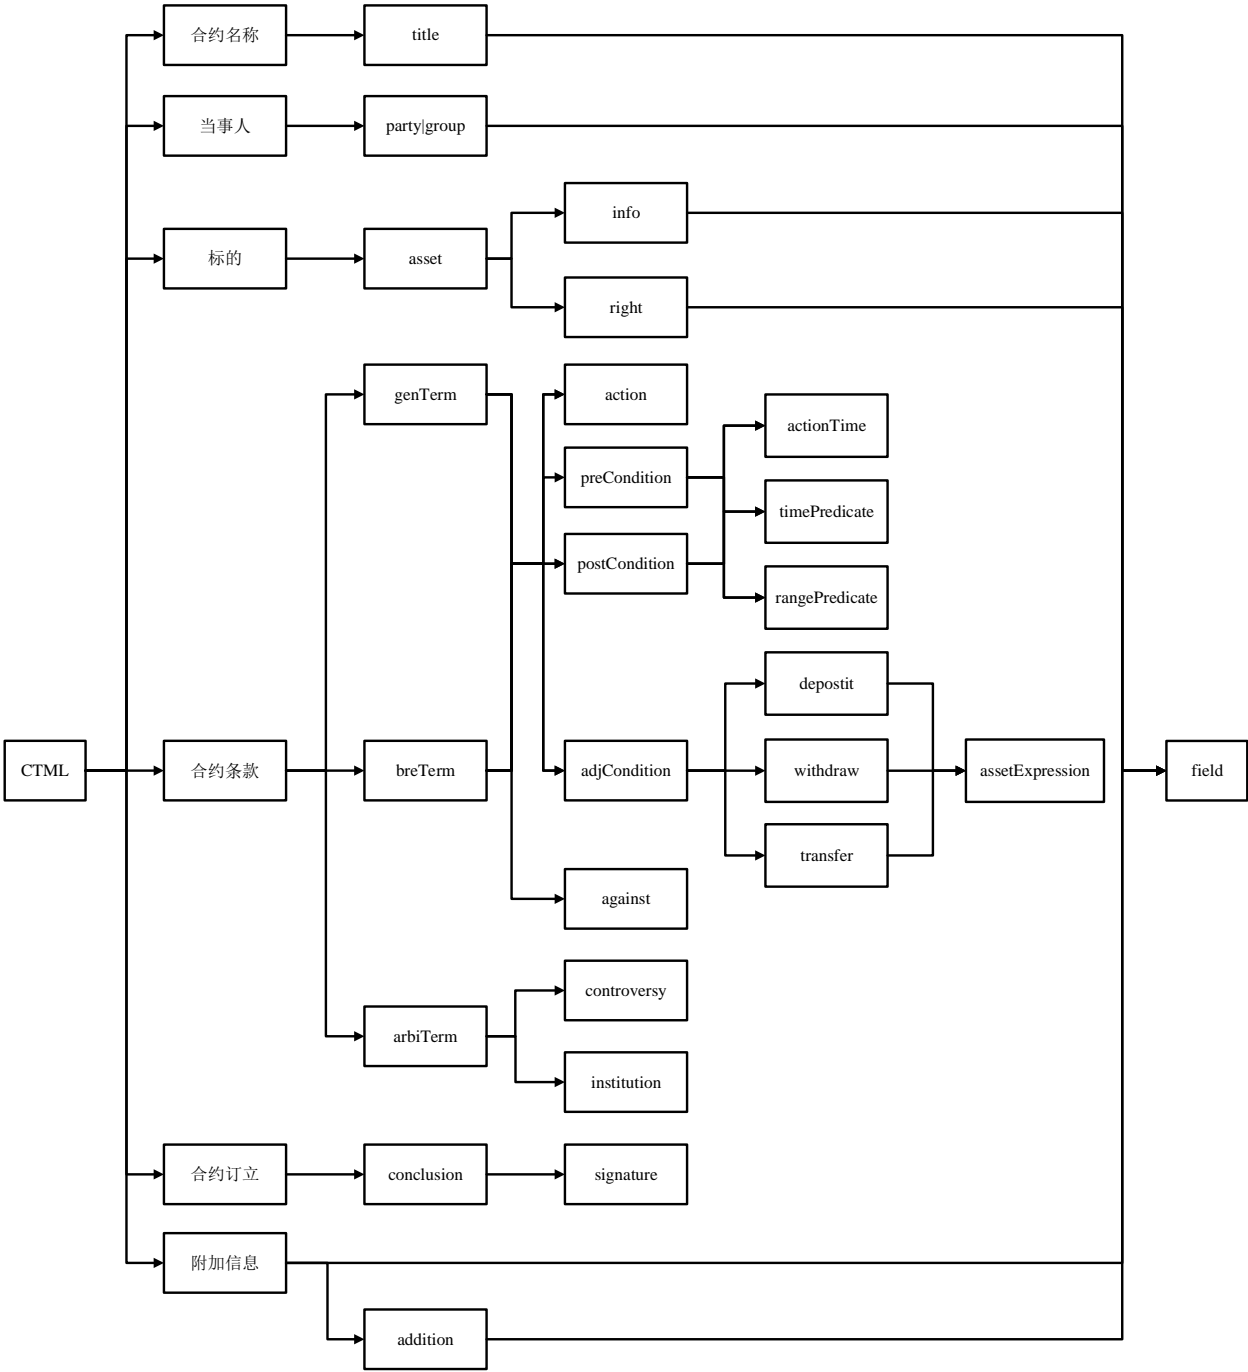 合约名称
title
当事人
party|group
info
标的
asset
right
genTerm
action
actionTime
preCondition
timePredicate
postCondition
rangePredicate
depostit
CTML
合约条款
breTerm
adjCondition
withdraw
assetExpression
field
transfer
against
controversy
arbiTerm
institution
合约订立
conclusion
signature
附加信息
addition